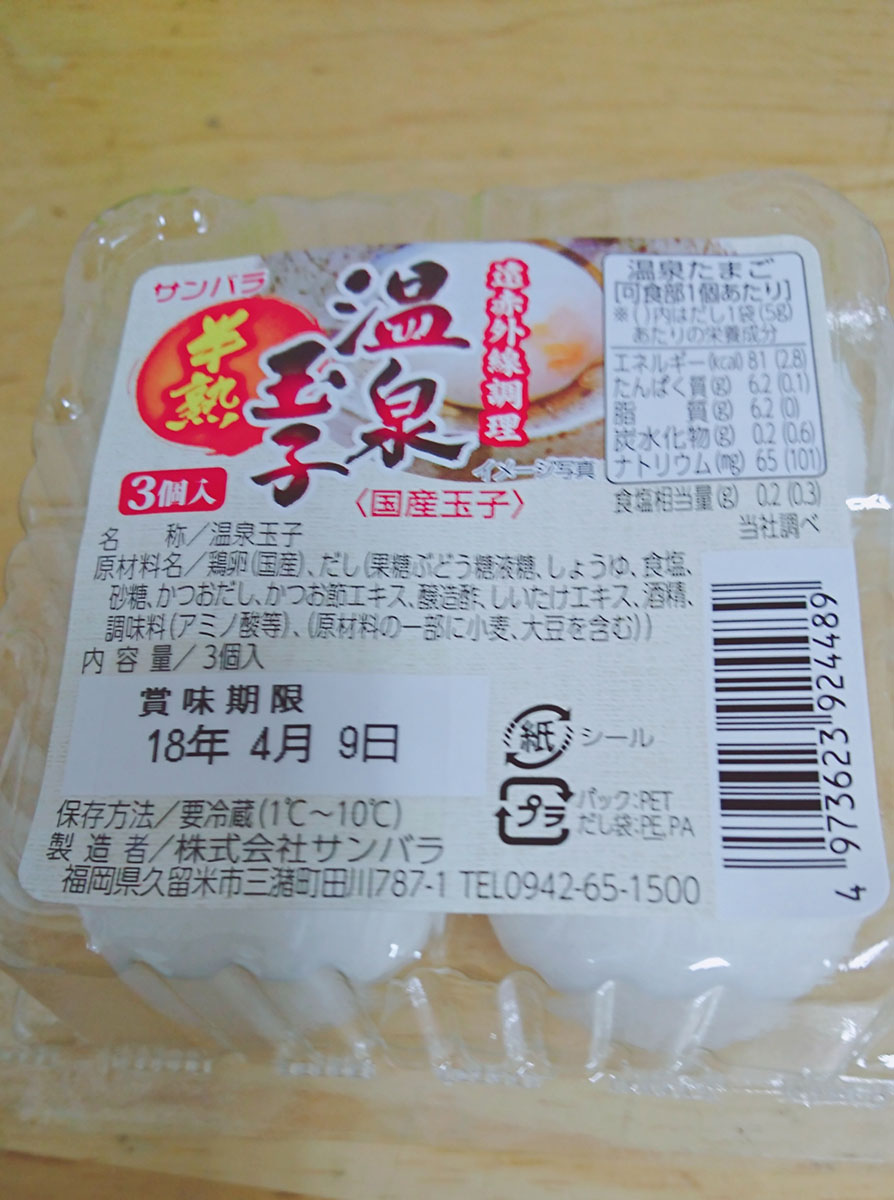 サンバラ
半熟
温泉
玉子
遠赤外線調理
イメージ写真
3個入
〈国産玉子〉
温泉たまご
[可食部1個あたり]
※()内はだし1袋(5g)
あたりの栄養成分
エネルギー(kcal) 81 (2.8)
たんぱく質(g) 6.2 (0.1)
脂 質(g) 6.2 (0)
炭水化物(g) 0.2 (0.6)
ナトリウム(mg) 65 (101)
食塩相当量(g) 0.2 (0.3)
当社調べ
名 称/温泉玉子
原材料名/鶏卵(国産)、だし(果糖ぶどう糖液糖、しょうゆ、食塩、
砂糖、かつおだし、かつお節エキス、醸造酢、しいたけエキス、酒精、
調味料(アミノ酸等)、(原材料の一部に小麦、大豆を含む))
内容量/3個入
賞味期限
18年 4月 9日
紙 シール
プラ パック:PET
だし袋:PE,PA
保存方法/要冷蔵(1℃～10℃)
製造者/株式会社サンバラ
福岡県久留米市三潴町田川787-1 TEL0942-65-1500
4 973623 924489